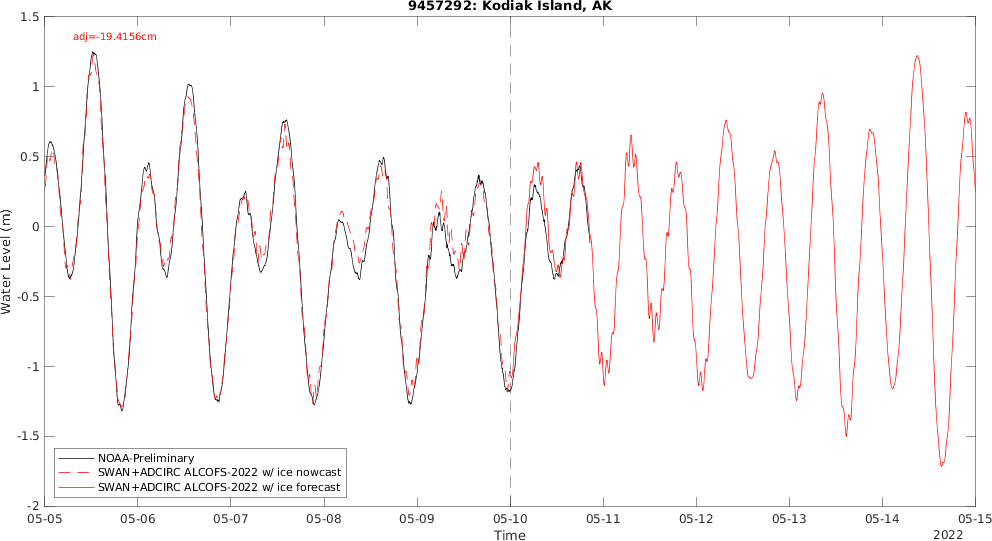 9457292: Kodiak Island, AK
adj=-19.4156cm
Water Level (m)
1.5
1
0.5
0
-0.5
-1
-1.5
-2
NOAA-Preliminary
SWAN+ADCIRC ALCOFS-2022 w/ ice nowcast
SWAN+ADCIRC ALCOFS-2022 w/ ice forecast
05-05 05-06 05-07 05-08 05-09 05-10 05-11 05-12 05-13 05-14 05-15
Time
2022